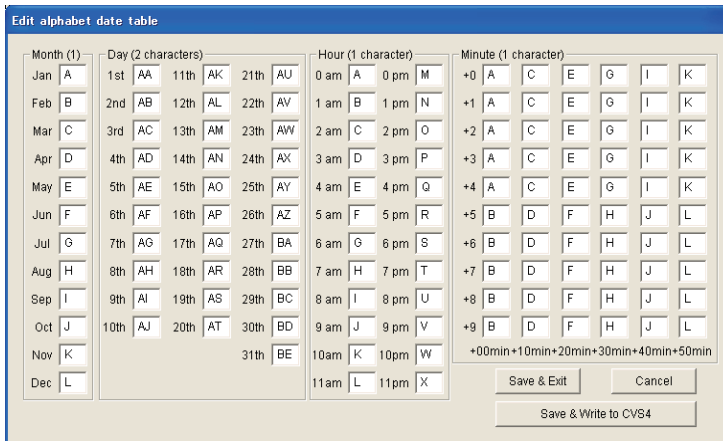 Edit alphabet date table
Month (1) Day (2 characters) Hour (1 character) Minute (1 character)
Jan A 1st AA 11th AK 21th AU 0 am A 0 pm M +0 A C E G I K
Feb B 2nd AB 12th AL 22th AV 1 am B 1 pm N +1 A C E G I K
Mar C 3rd AC 13th AM 23th AW 2 am C 2 pm O +2 A C E G I K
Apr D 4th AD 14th AN 24th AX 3 am D 3 pm P +3 A C E G I K
May E 5th AE 15th AO 25th AY 4 am E 4 pm Q +4 A C E G I K
Jun F 6th AF 16th AP 26th AZ 5 am F 5 pm R +5 B D F H J L
Jul G 7th AG 17th AQ 27th BA 6 am G 6 pm S +6 B D F H J L
Aug H 8th AH 18th AR 28th BB 7 am H 7 pm T +7 B D F H J L
Sep I 9th AI 19th AS 29th BC 8 am I 8 pm U +8 B D F H J L
Oct J 10th AJ 20th AT 30th BD 9 am J 9 pm V +9 B D F H J L
Nov K 31th BE 10am K 10pm W +00min+10min+20min+30min+40min+50min
Dec L 11am L 11pm X Save & Exit Cancel
Save & Write to CVS4